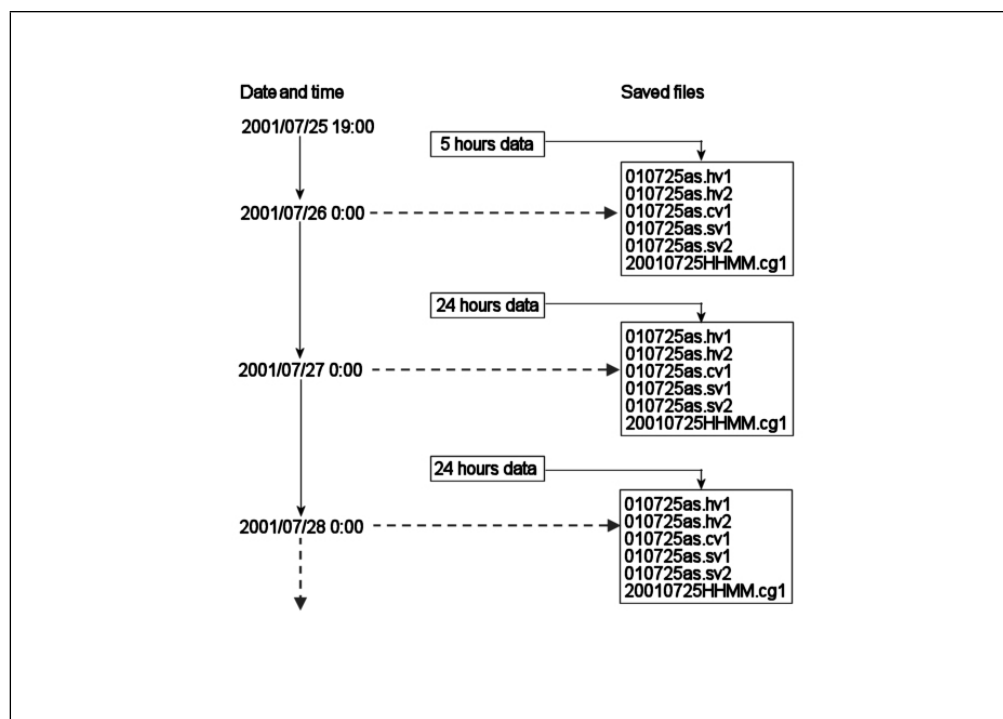 Date and time
Saved files
2001/07/25 19:00
5 hours data
010725as.hv1
010725as.hv2
010725as.cv1
010725as.sv1
010725as.sv2
20010725HHMM.cg1
2001/07/26 0:00
24 hours data
010725as.hv1
010725as.hv2
010725as.cv1
010725as.sv1
010725as.sv2
20010725HHMM.cg1
2001/07/27 0:00
24 hours data
010725as.hv1
010725as.hv2
010725as.cv1
010725as.sv1
010725as.sv2
20010725HHMM.cg1
2001/07/28 0:00